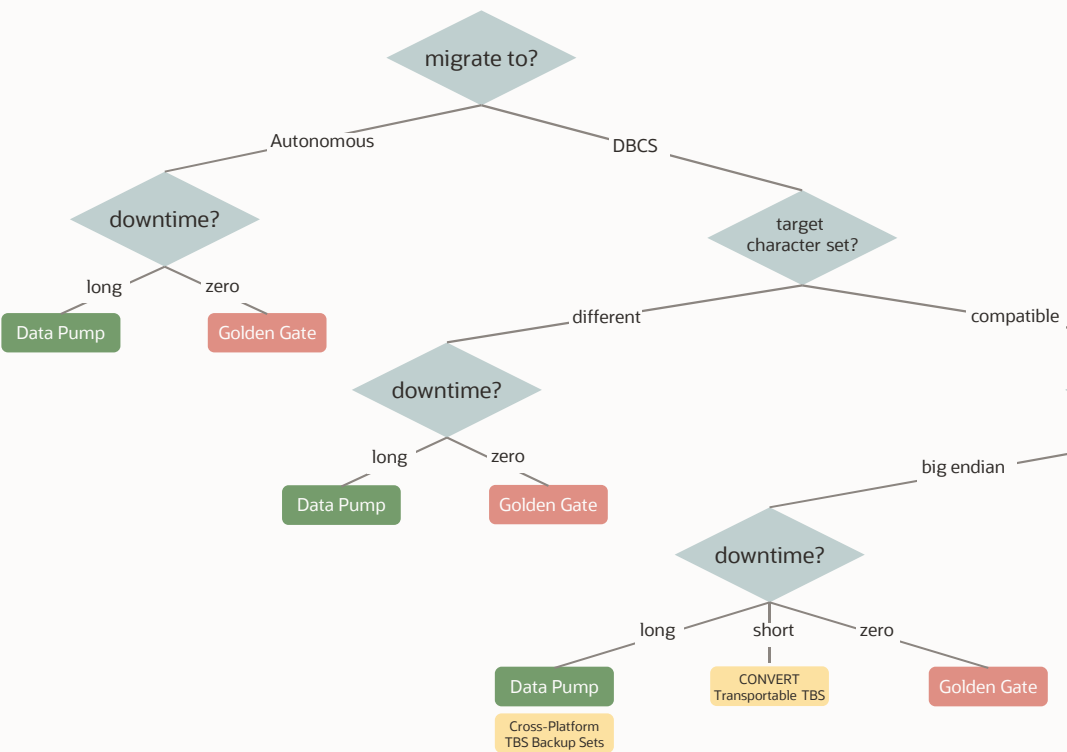 migrate to?
Autonomous
DBCS
downtime?
target
character set?
long
zero
Data Pump
Golden Gate
different
compatible
downtime?
long
zero
Data Pump
Golden Gate
big endian
downtime?
long
short
zero
Data Pump
CONVERT
Transportable TBS
Golden Gate
Cross-Platform
TBS Backup Sets